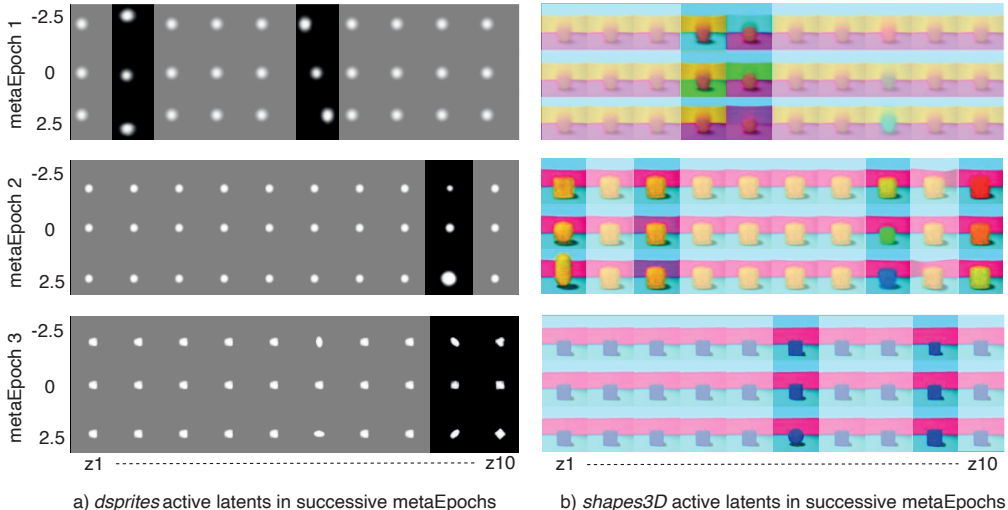 metaEpoch 1
-2.5
0
2.5
metaEpoch 2
-2.5
0
2.5
metaEpoch 3
-2.5
0
2.5
z1 z10
z1 z10
a) dsprites active latents in successive metaEpochs
b) shapes3D active latents in successive metaEpochs